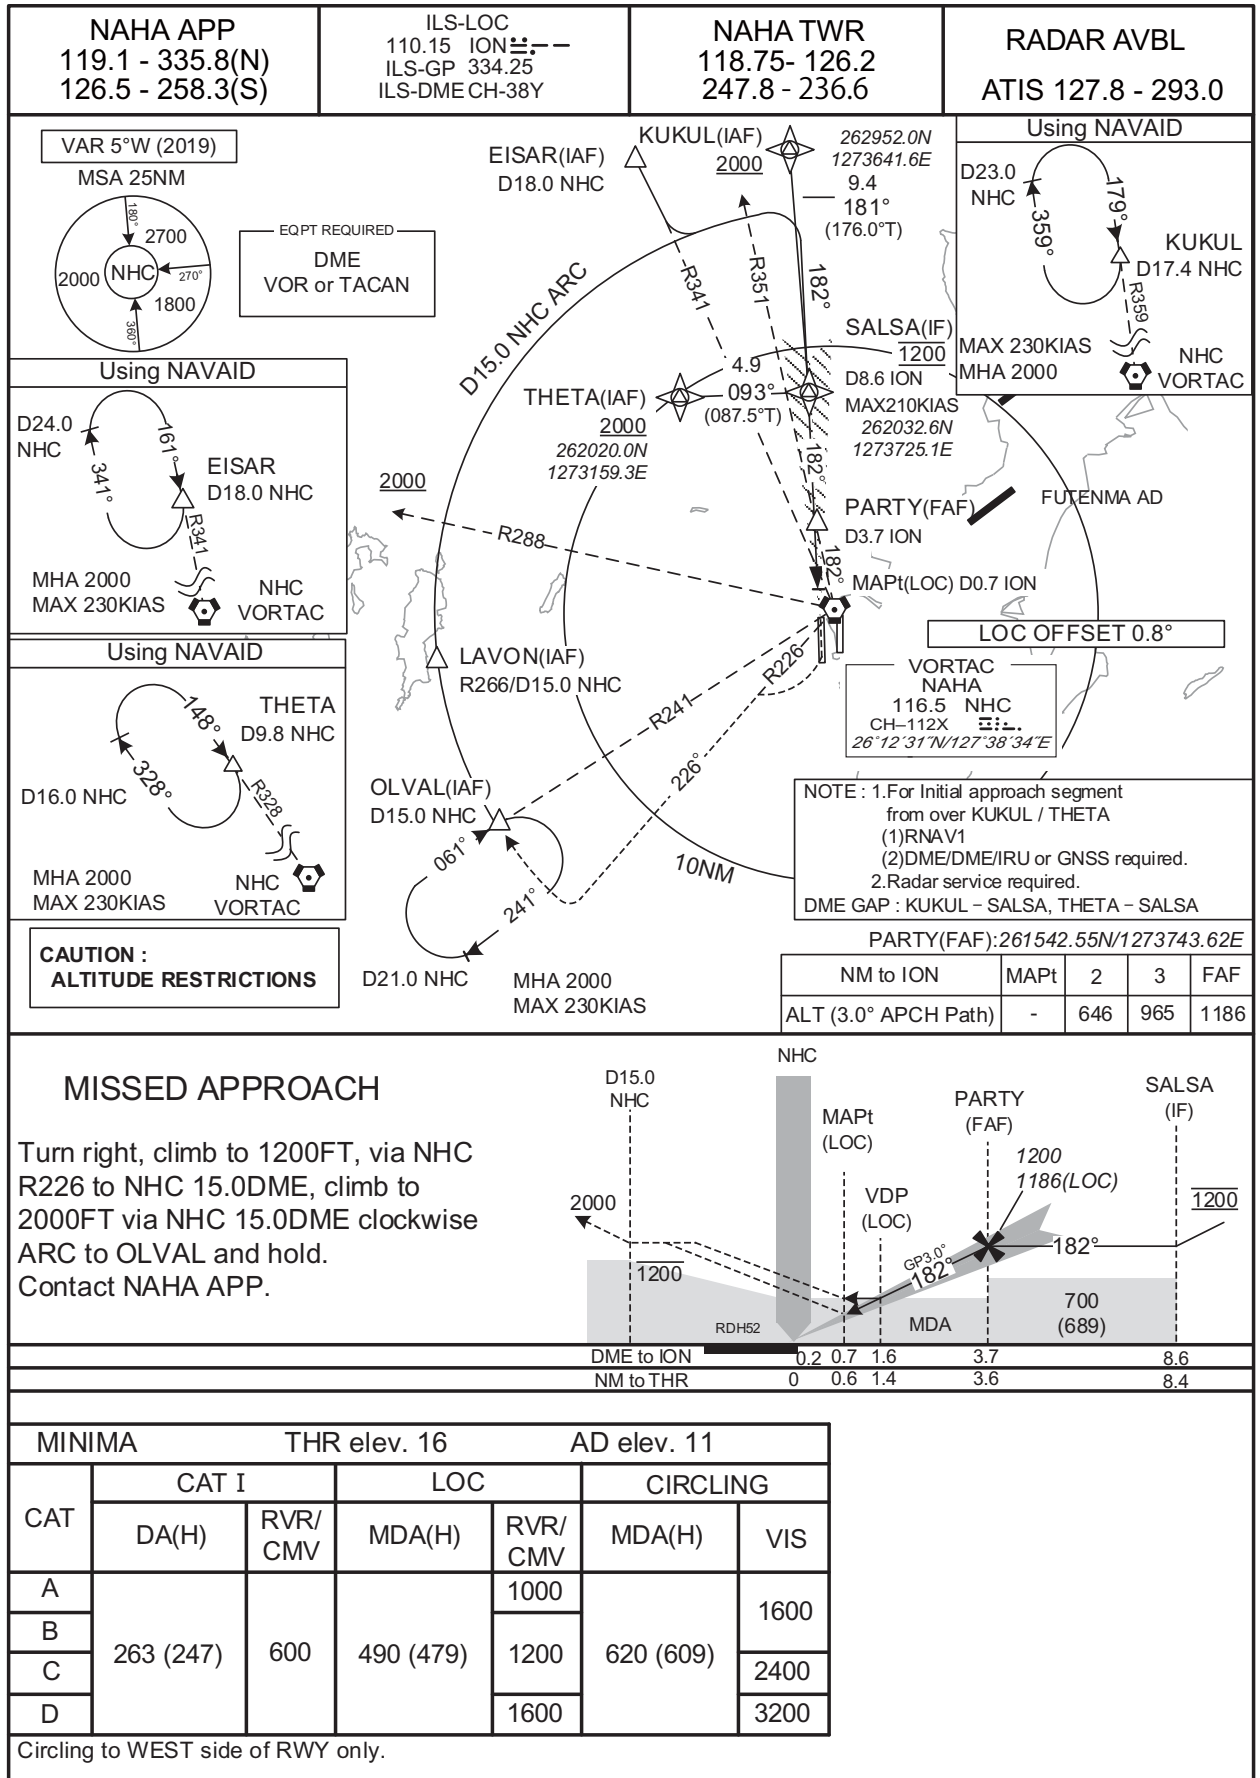 NAHA APP
119.1 - 335.8(N)
126.5 - 258.3(S)
ILS-LOC
110.15 ION
ILS-GP 334.25
ILS-DME CH-38Y
NAHA TWR
118.75- 126.2
247.8 - 236.6
RADAR AVBL
ATIS 127.8 - 293.0
VAR 5°W (2019)
MSA 25NM
180°
2700
2000
NHC
270°
1800
360°
EQPT REQUIRED
DME
VOR or TACAN
EISAR(IAF)
D18.0 NHC
KUKUL(IAF)
2000
262952.0N
1273641.6E
9.4
181°
(176.0°T)
Using NAVAID
D23.0
NHC
179°
359°
KUKUL
D17.4 NHC
R359
MAX 230KIAS
MHA 2000
NHC
VORTAC
D15.0 NHC ARC
R341
R351
182°
SALSA(IF)
1200
D8.6 ION
MAX210KIAS
262032.6N
1273725.1E
4.9
093°
(087.5°T)
THETA(IAF)
2000
262020.0N
1273159.3E
182°
Using NAVAID
D24.0
NHC
161°
341°
EISAR
D18.0 NHC
R341
MHA 2000
MAX 230KIAS
NHC
VORTAC
2000
R288
PARTY(FAF)
D3.7 ION
FUTENMA AD
182°
MAPt(LOC) D0.7 ION
LOC OFFSET 0.8°
Using NAVAID
THETA
D9.8 NHC
148°
328°
D16.0 NHC
R328
MHA 2000
MAX 230KIAS
NHC
VORTAC
LAVON(IAF)
R266/D15.0 NHC
R226
R241
226°
VORTAC
NAHA
116.5 NHC
CH–112X
26°12′31″N/127°38′34″E
OLVAL(IAF)
D15.0 NHC
061°
241°
D21.0 NHC
MHA 2000
MAX 230KIAS
10NM
NOTE : 1.For Initial approach segment
from over KUKUL / THETA
(1)RNAV1
(2)DME/DME/IRU or GNSS required.
2.Radar service required.
DME GAP : KUKUL − SALSA, THETA − SALSA
CAUTION :
ALTITUDE RESTRICTIONS
PARTY(FAF):261542.55N/1273743.62E
NM to ION MAPt 2 3 FAF
ALT (3.0° APCH Path) - 646 965 1186
MISSED APPROACH
Turn right, climb to 1200FT, via NHC
R226 to NHC 15.0DME, climb to
2000FT via NHC 15.0DME clockwise
ARC to OLVAL and hold.
Contact NAHA APP.
NHC
D15.0
NHC
MAPt
(LOC)
VDP
(LOC)
PARTY
(FAF)
SALSA
(IF)
1200
1186(LOC)
1200
2000
1200
GP3.0°
182°
182°
RDH52
MDA
700
(689)
DME to ION 0.2 0.7 1.6 3.7 8.6
NM to THR 0 0.6 1.4 3.6 8.4
MINIMA THR elev. 16 AD elev. 11
CAT CAT I LOC CIRCLING
DA(H) RVR/CMV MDA(H) RVR/CMV MDA(H) VIS
A 1000 1600
B
263 (247) 600 490 (479) 1200 620 (609)
C 2400
D 1600 3200
Circling to WEST side of RWY only.